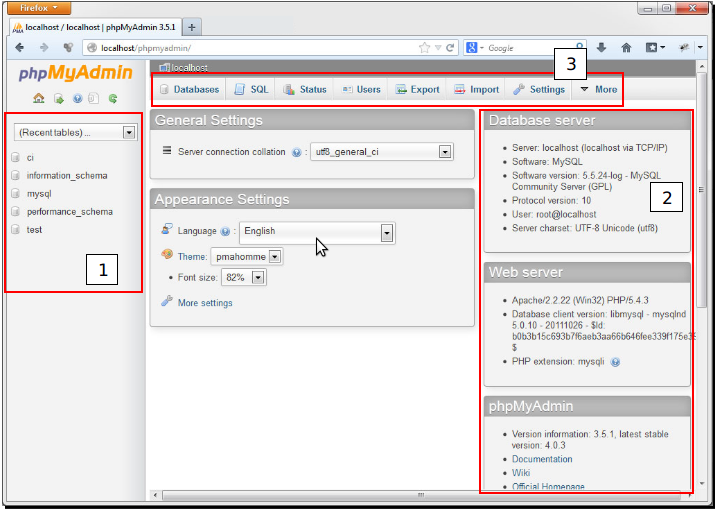 Firefox
localhost / localhost | phpMyAdmin 3.5.1
localhost/phpmyadmin/
Google
phpMyAdmin
(Recent tables) ...
ci
information_schema
mysql
performance_schema
test
1
localhost
3
Databases SQL Status Users Export Import Settings More
General Settings
Server connection collation : utf8_general_ci
Appearance Settings
Language : English
Theme: pmahomme
Font size: 82%
More settings
Database server
Server: localhost (localhost via TCP/IP)
Software: MySQL
Software version: 5.5.24-log - MySQL
Community Server (GPL)
Protocol version: 10
User: root@localhost
Server charset: UTF-8 Unicode (utf8)
2
Web server
Apache/2.2.22 (Win32) PHP/5.4.3
Database client version: libmysql - mysqlnd
5.0.10 - 20111026 - $Id:
$
PHP extension: mysqli
phpMyAdmin
Version information: 3.5.1, latest stable
version: 4.0.3
Documentation
Wiki
Official Homepage